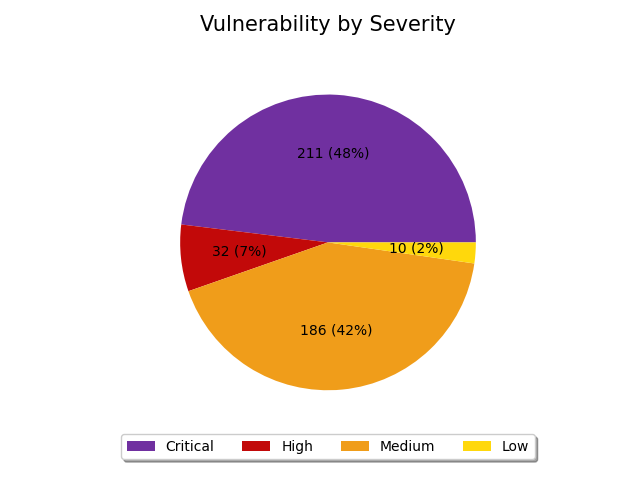 Vulnerability by Severity
211 (48%)
32 (7%)
10 (2%)
186 (42%)
Critical High Medium Low